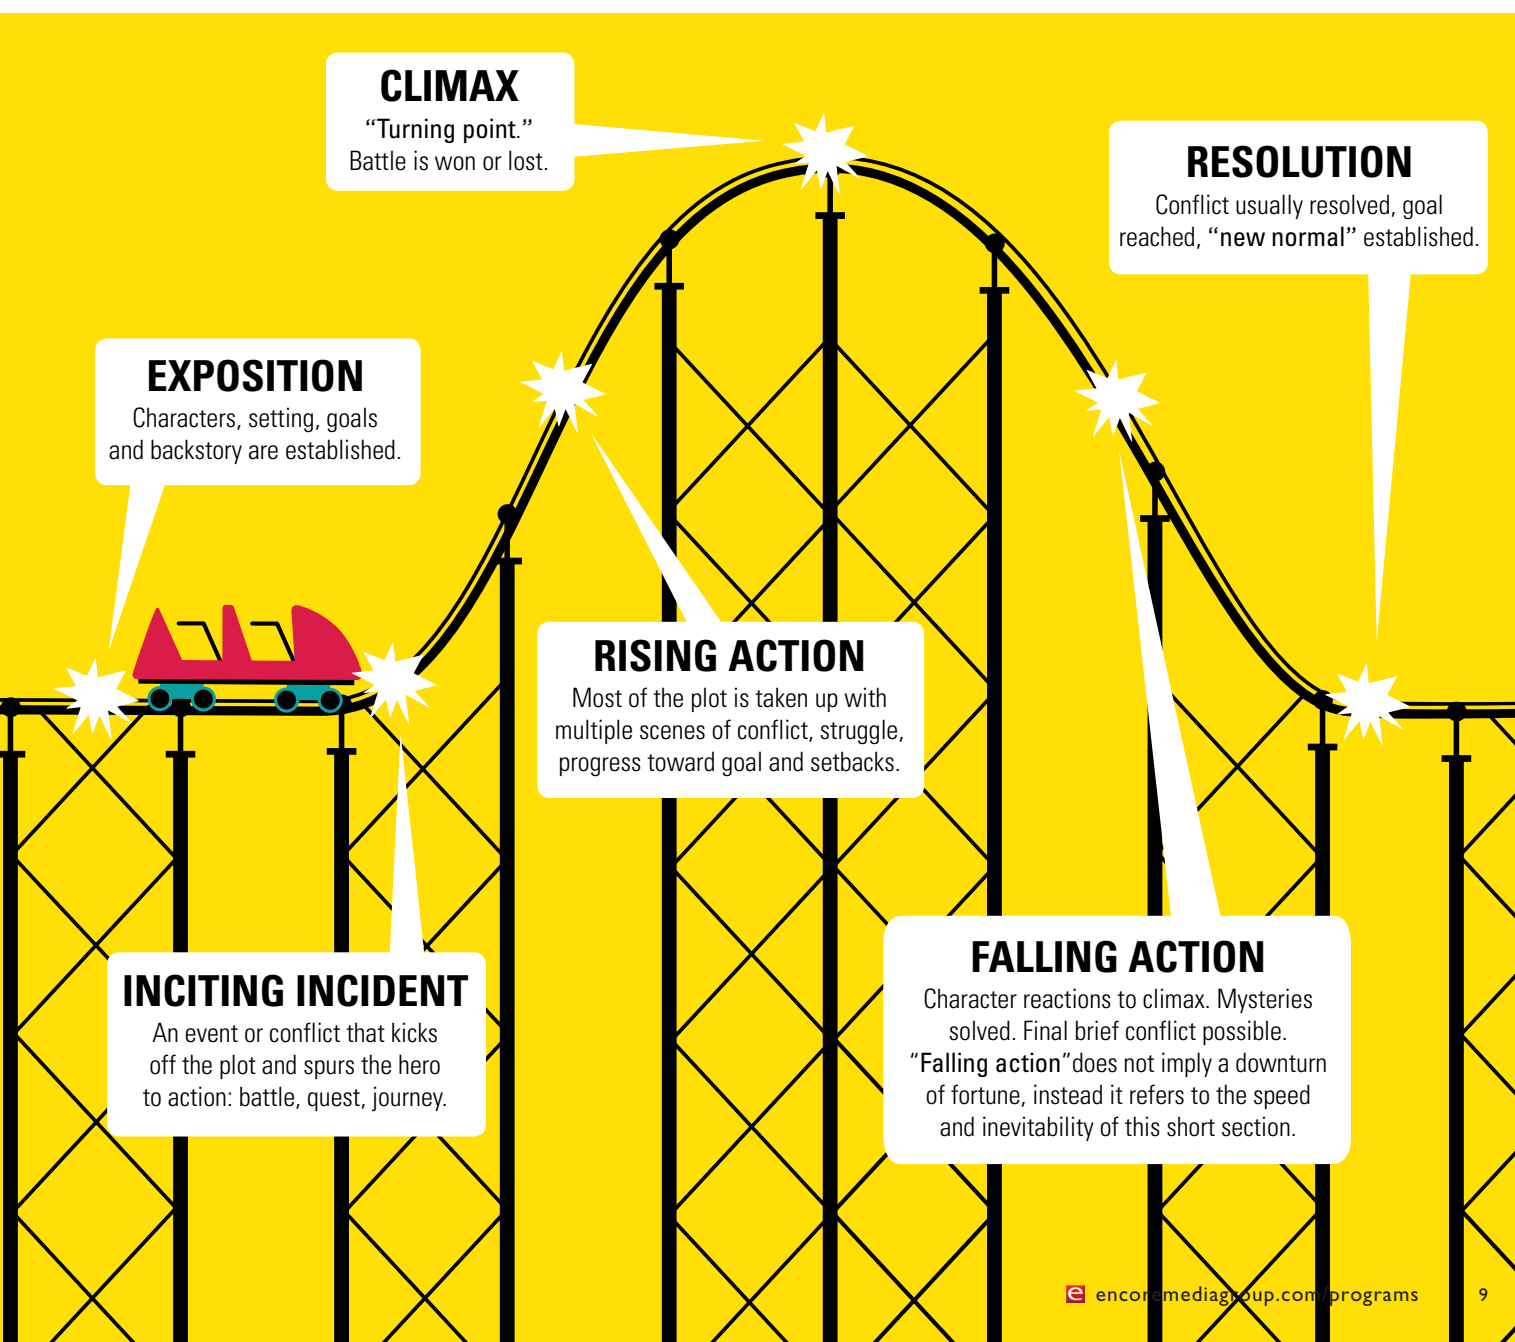 CLIMAX
“Turning point.”
Battle is won or lost.
RESOLUTION
Conflict usually resolved, goal
reached, “new normal” established.
EXPOSITION
Characters, setting, goals
and backstory are established.
RISING ACTION
Most of the plot is taken up with
multiple scenes of conflict, struggle,
progress toward goal and setbacks.
INCITING INCIDENT
An event or conflict that kicks
off the plot and spurs the hero
to action: battle, quest, journey.
FALLING ACTION
Character reactions to climax. Mysteries
solved. Final brief conflict possible.
“Falling action”does not imply a downturn
of fortune, instead it refers to the speed
and inevitability of this short section.
e encoremediagroup.com/programs 9